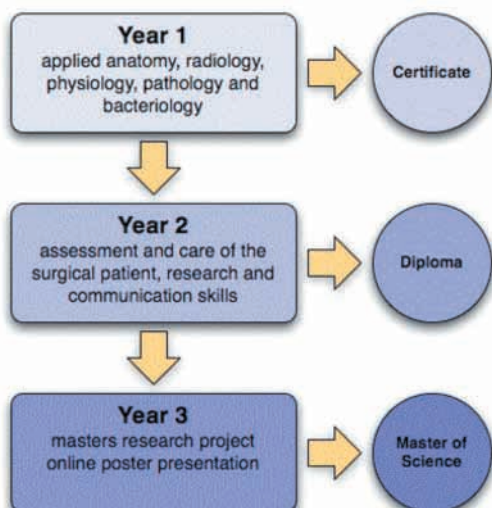 Year 1
applied anatomy, radiology,
physiology, pathology and
bacteriology
Certificate
Year 2
assessment and care of the
surgical patient, research and
communication skills
Diploma
Year 3
masters research project
online poster presentation
Master of
Science